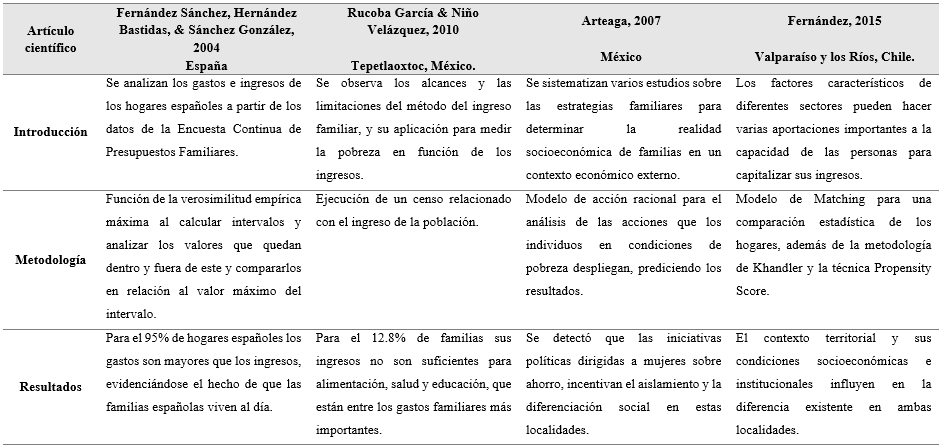 Artículo científico
Fernández Sánchez, Hernández
Bastidas, & Sánchez González,
2004
España
Rucoba García & Niño
Velázquez, 2010
Tepetlaoxtoc, México.
Arteaga, 2007
México
Fernández, 2015
Valparaíso y los Ríos, Chile.
Introducción
Se analizan los gastos e ingresos de
los hogares españoles a partir de los
datos de la Encuesta Continua de
Presupuestos Familiares.
Se observa los alcances y las
limitaciones del método del ingreso
familiar, y su aplicación para medir
la pobreza en función de los
ingresos.
Se sistematizan varios estudios sobre
las estrategias familiares para
determinar la realidad
socioeconómica de familias en un
contexto económico externo.
Los factores característicos de
diferentes sectores pueden hacer
varias aportaciones importantes a la
capacidad de las personas para
capitalizar sus ingresos.
Metodología
Función de la verosimilitud empírica
máxima al calcular intervalos y
analizar los valores que quedan
dentro y fuera de este y compararlos
en relación al valor máximo del
intervalo.
Ejecución de un censo relacionado
con el ingreso de la población.
Modelo de acción racional para el
análisis de las acciones que los
individuos en condiciones de
pobreza despliegan, prediciendo los
resultados.
Modelo de Matching para una
comparación estadística de los
hogares, además de la metodología
de Khandler y la técnica Propensity
Score.
Resultados
Para el 95% de hogares españoles los
gastos son mayores que los ingresos,
evidenciándose el hecho de que las
familias españolas viven al día.
Para el 12.8% de familias sus
ingresos no son suficientes para
alimentación, salud y educación, que
están entre los gastos familiares más
importantes.
Se detectó que las iniciativas
políticas dirigidas a mujeres sobre
ahorro, incentivan el aislamiento y la
diferenciación social en estas
localidades.
El contexto territorial y sus
condiciones socioeconómicas e
institucionales influyen en la
diferencia existente en ambas
localidades.